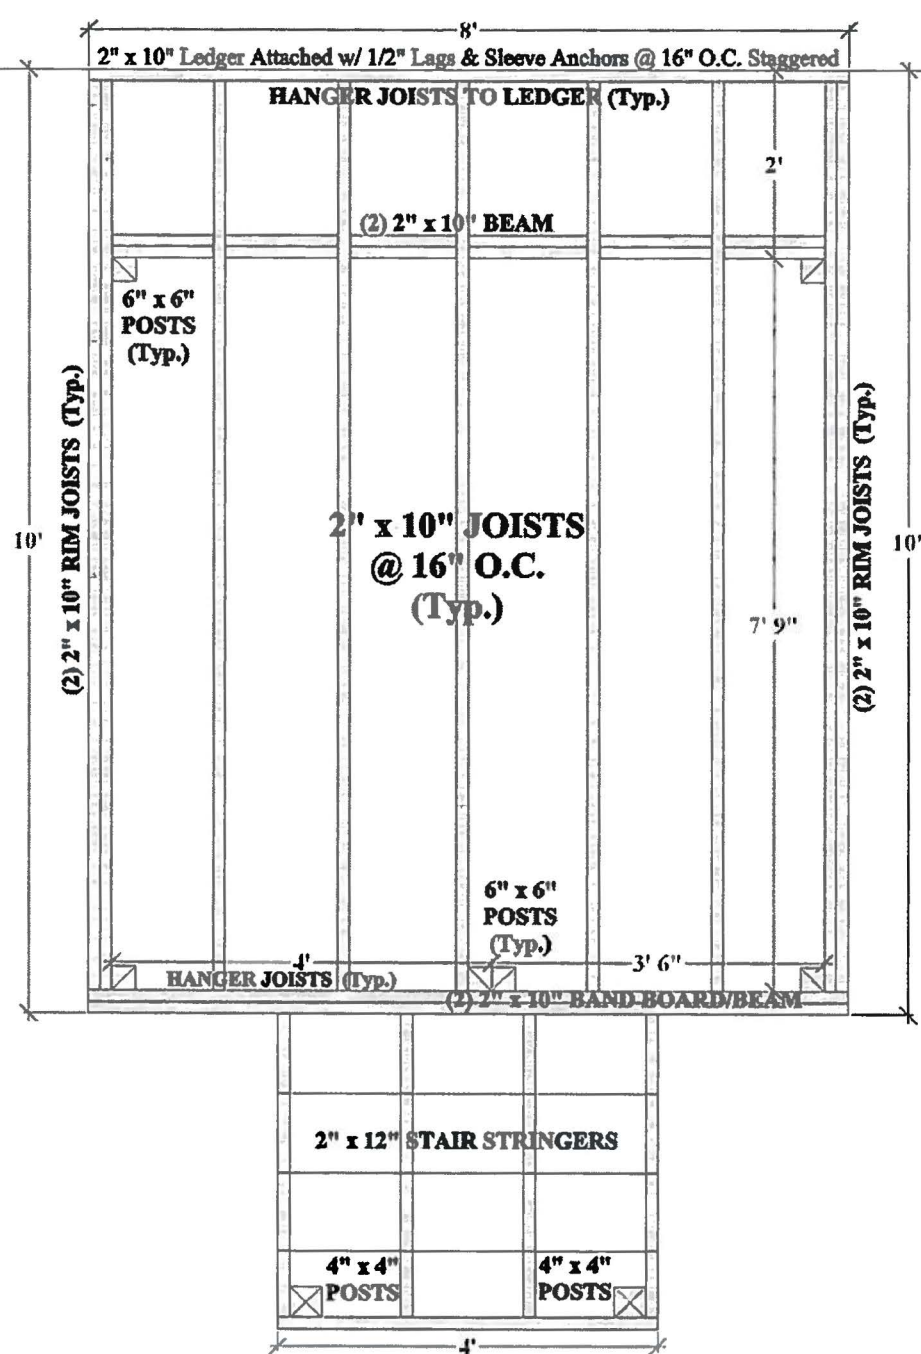 8'
2" x 10" Ledger Attached w/ 1/2" Lags & Sleeve Anchors @ 16" O.C. Staggered
HANGER JOISTS TO LEDGER (Typ.)
2'
(2) 2" x 10" BEAM
6" x 6"
POSTS
(Typ.)
(2) 2" x 10" RIM JOISTS (Typ.)
(2) 2" x 10" RIM JOISTS (Typ.)
10'
10'
2" x 10" JOISTS
@ 16" O.C.
(Typ.)
7' 9"
6" x 6"
POSTS
(Typ.)
4'
3' 6"
HANGER JOISTS (Typ.)
(2) 2" x 10" BAND BOARD/BEAM
2" x 12" STAIR STRINGERS
4" x 4"
POSTS
4" x 4"
POSTS
4'